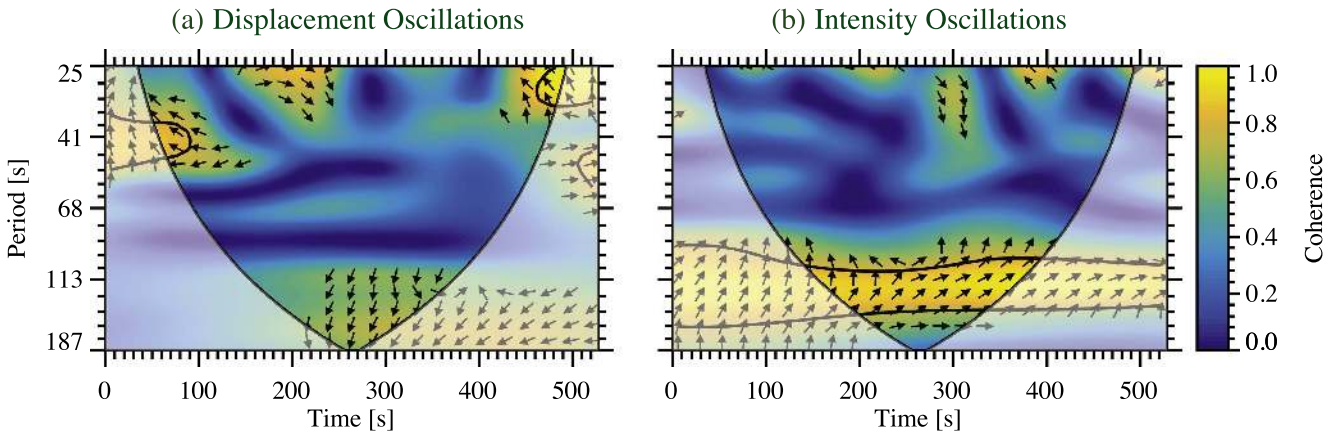 (a) Displacement Oscillations
(b) Intensity Oscillations
25
41
68
113
187
Period [s]
0 100 200 300 400 500
Time [s]
0 100 200 300 400 500
Time [s]
1.0
0.8
0.6
0.4
0.2
0.0
Coherence